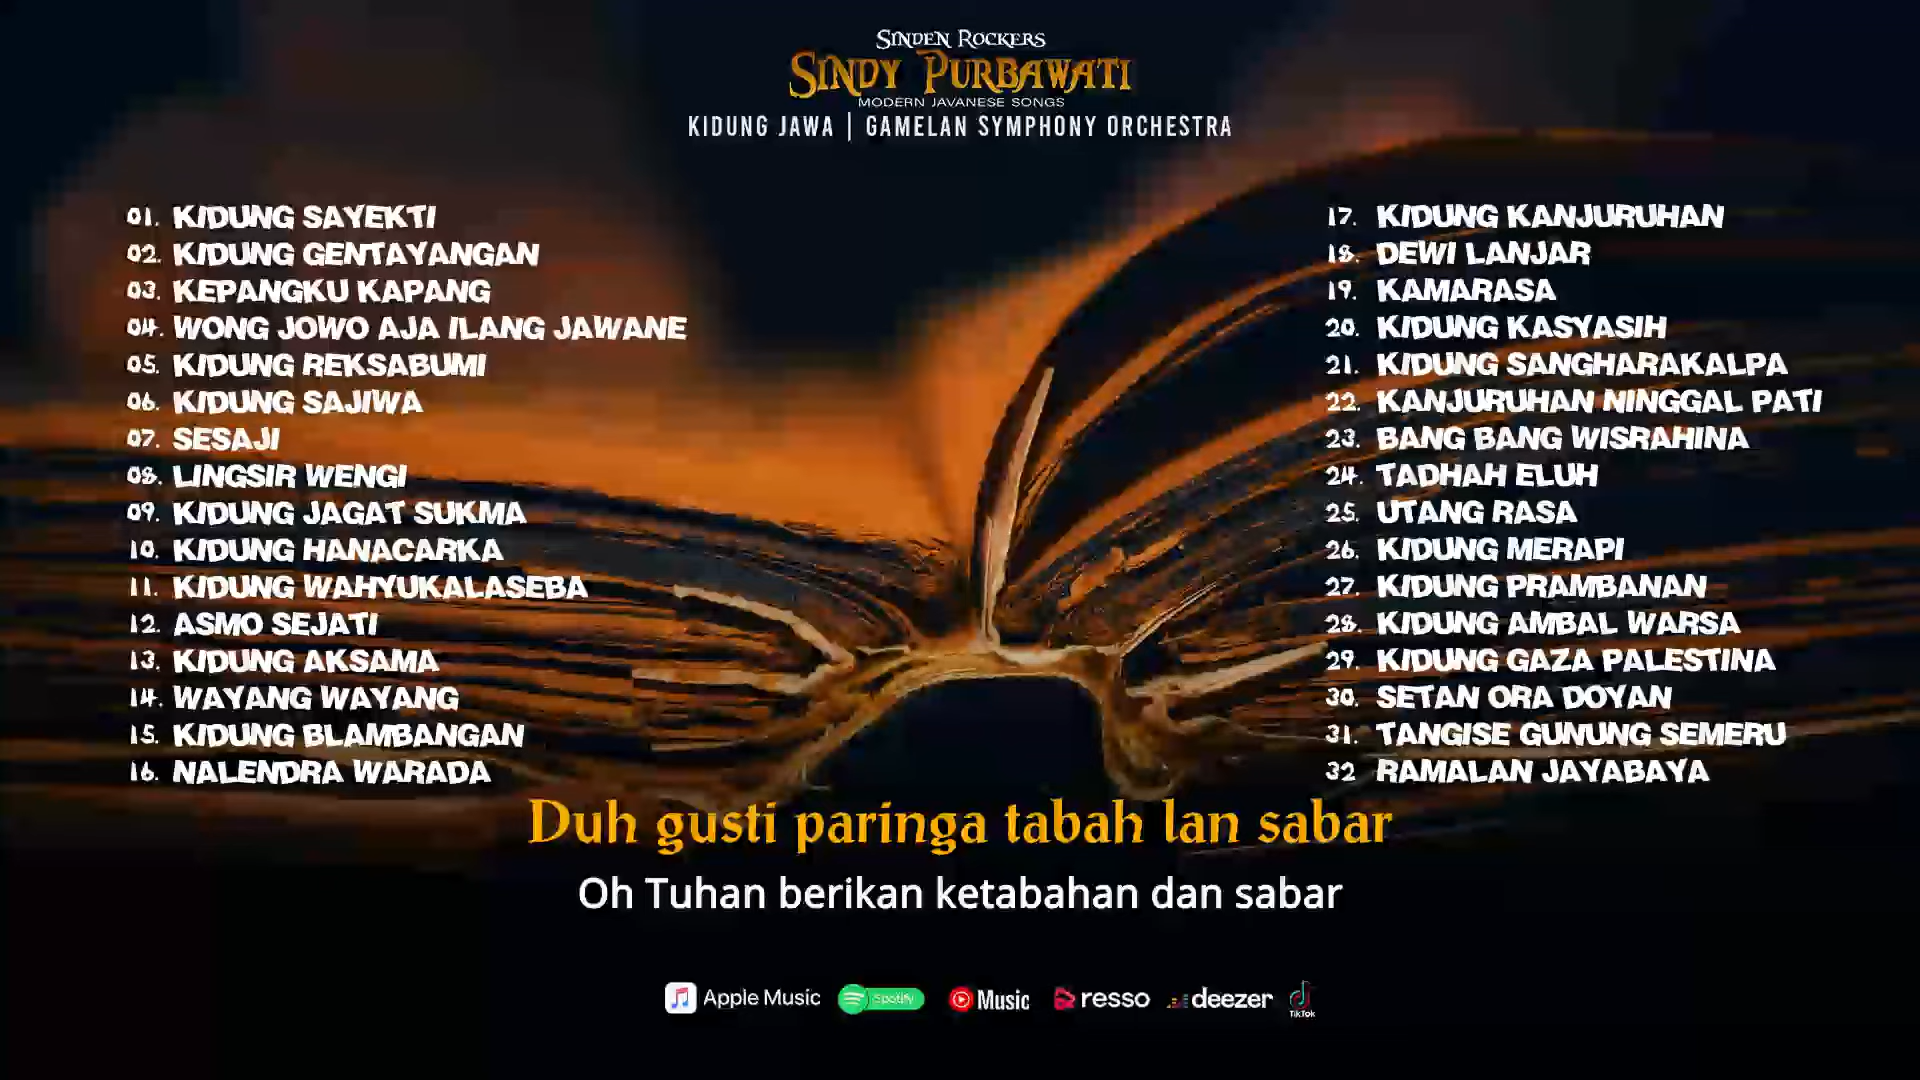 SINDEN ROCKERS
SINDY PURBAWATI
MODERN JAVANESE SONGS
KIDUNG JAWA | GAMELAN SYMPHONY ORCHESTRA
01. KIDUNG SAYEKTI
02. KIDUNG GENTAYANGAN
03. KEPANGKU KAPANG
04. WONG JOWO AJA ILANG JAWANE
05. KIDUNG REKSABUMI
06. KIDUNG SAJIWA
07. SESAJI
08. LINGSIR WENGI
09. KIDUNG JAGAT SUKMA
10. KIDUNG HANACARKA
11. KIDUNG WAHYUKALASEBA
12. ASMO SEJATI
13. KIDUNG AKSAMA
14. WAYANG WAYANG
15. KIDUNG BLAMBANGAN
16. NALENDRA WARADA
17. KIDUNG KANJURUHAN
18. DEWI LANJAR
19. KAMARASA
20. KIDUNG KASYASIH
21. KIDUNG SANGHARAKALPA
22. KANJURUHAN NINGGAL PATI
23. BANG BANG WISRAHINA
24. TADHAH ELUH
25. UTANG RASA
26. KIDUNG MERAPI
27. KIDUNG PRAMBANAN
28. KIDUNG AMBAL WARSA
29. KIDUNG GAZA PALESTINA
30. SETAN ORA DOYAN
31. TANGISE GUNUNG SEMERU
32 RAMALAN JAYABAYA
Duh gusti paringa tabah lan sabar
Oh Tuhan berikan ketabahan dan sabar
Apple Music Spotify Music resso deezer TikTok